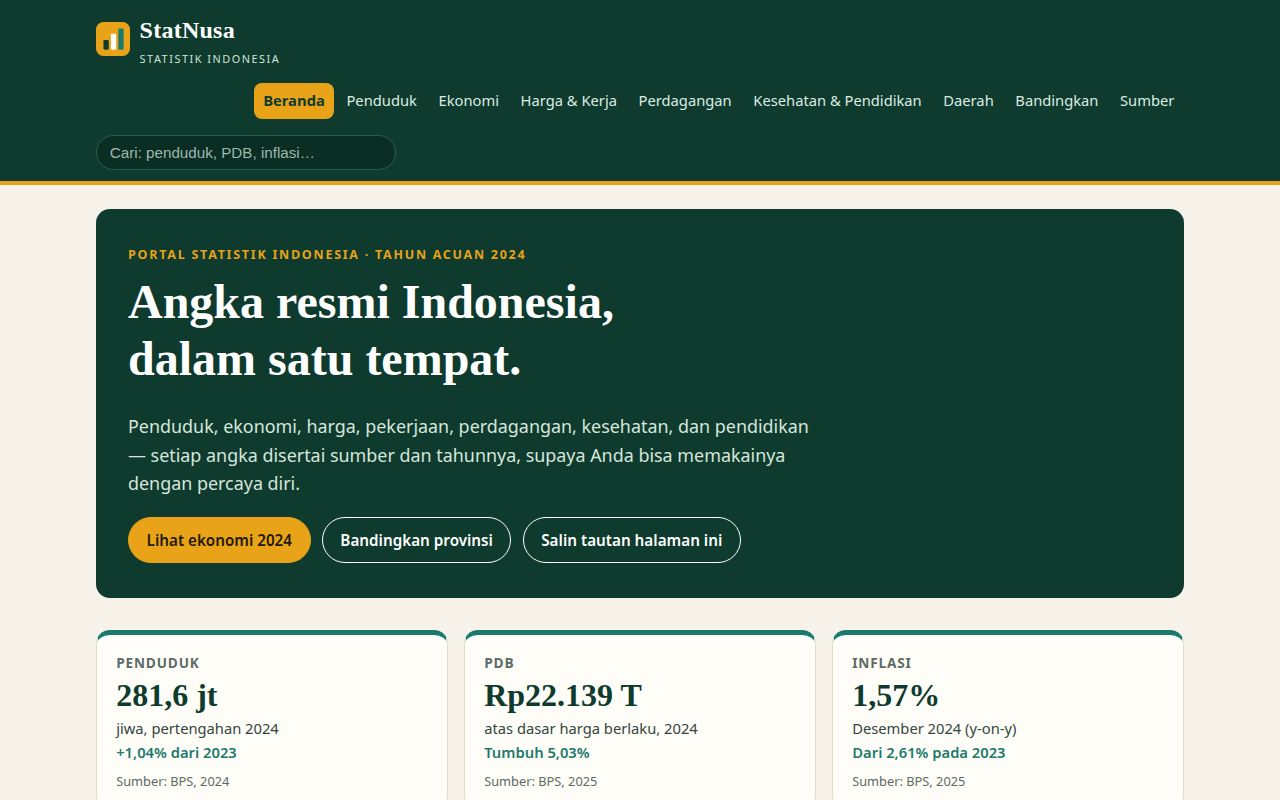 StatNusa
STATISTIK INDONESIA
Beranda Penduduk Ekonomi Harga & Kerja Perdagangan Kesehatan & Pendidikan Daerah Bandingkan Sumber
Cari: penduduk, PDB, inflasi…
PORTAL STATISTIK INDONESIA · TAHUN ACUAN 2024
Angka resmi Indonesia,
dalam satu tempat.
Penduduk, ekonomi, harga, pekerjaan, perdagangan, kesehatan, dan pendidikan
— setiap angka disertai sumber dan tahunnya, supaya Anda bisa memakainya
dengan percaya diri.
Lihat ekonomi 2024 Bandingkan provinsi Salin tautan halaman ini
PENDUDUK
281,6 jt
jiwa, pertengahan 2024
+1,04% dari 2023
Sumber: BPS, 2024
PDB
Rp22.139 T
atas dasar harga berlaku, 2024
Tumbuh 5,03%
Sumber: BPS, 2025
INFLASI
1,57%
Desember 2024 (y-on-y)
Dari 2,61% pada 2023
Sumber: BPS, 2025